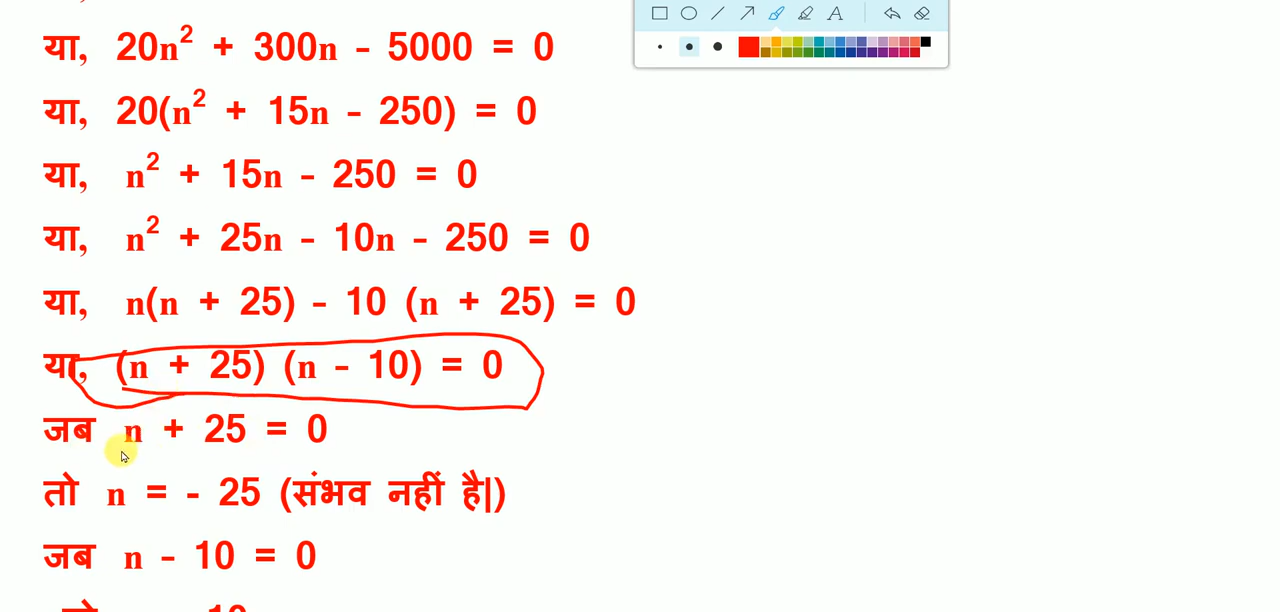 या, 20n² + 300n - 5000 = 0
या, 20(n² + 15n - 250) = 0
या, n² + 15n - 250 = 0
या, n² + 25n - 10n - 250 = 0
या, n(n + 25) - 10 (n + 25) = 0
या, (n + 25) (n - 10) = 0
जब n + 25 = 0
तो n = - 25 (संभव नहीं है|)
जब n - 10 = 0